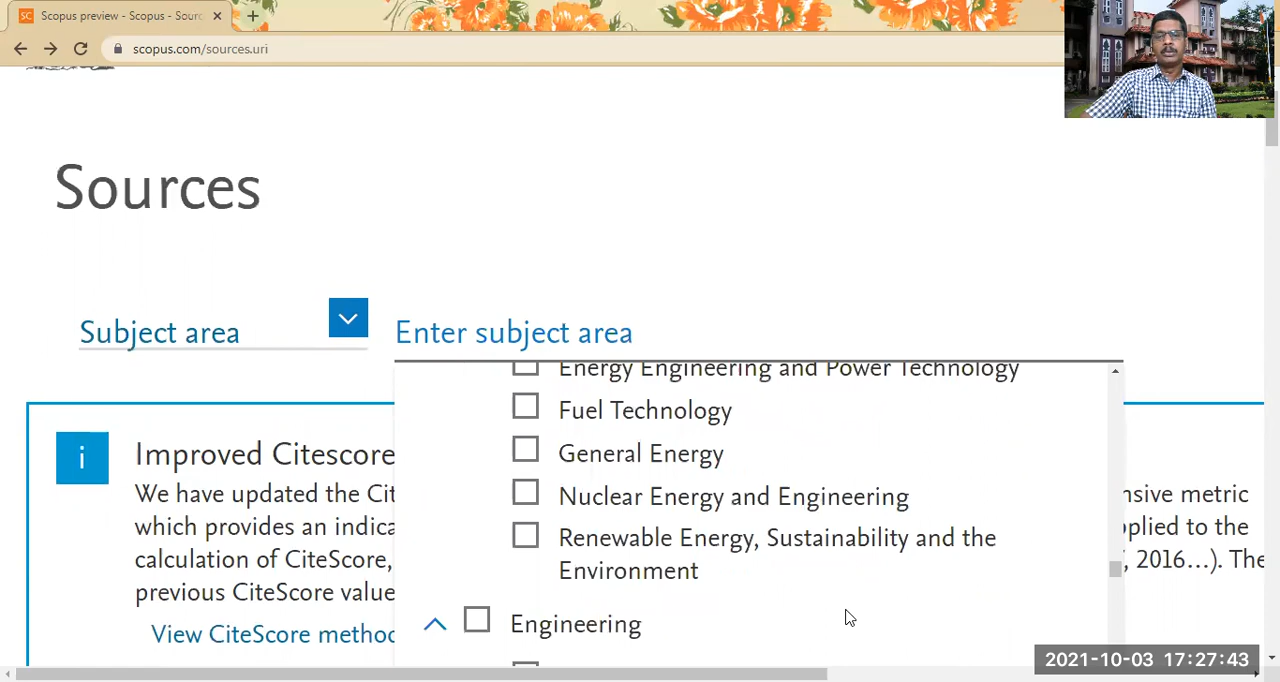 Scopus preview - Scopus - Sourc
scopus.com/sources.uri
Sources
Subject area
Enter subject area
Energy Engineering and Power Technology
Fuel Technology
General Energy
Nuclear Energy and Engineering
Renewable Energy, Sustainability and the
Environment
Engineering
i
Improved Citescore
We have updated the Cit
nsive metric
which provides an indica
pplied to the
calculation of CiteScore,
, 2016…). The
previous CiteScore value
View CiteScore method
2021-10-03 17:27:43